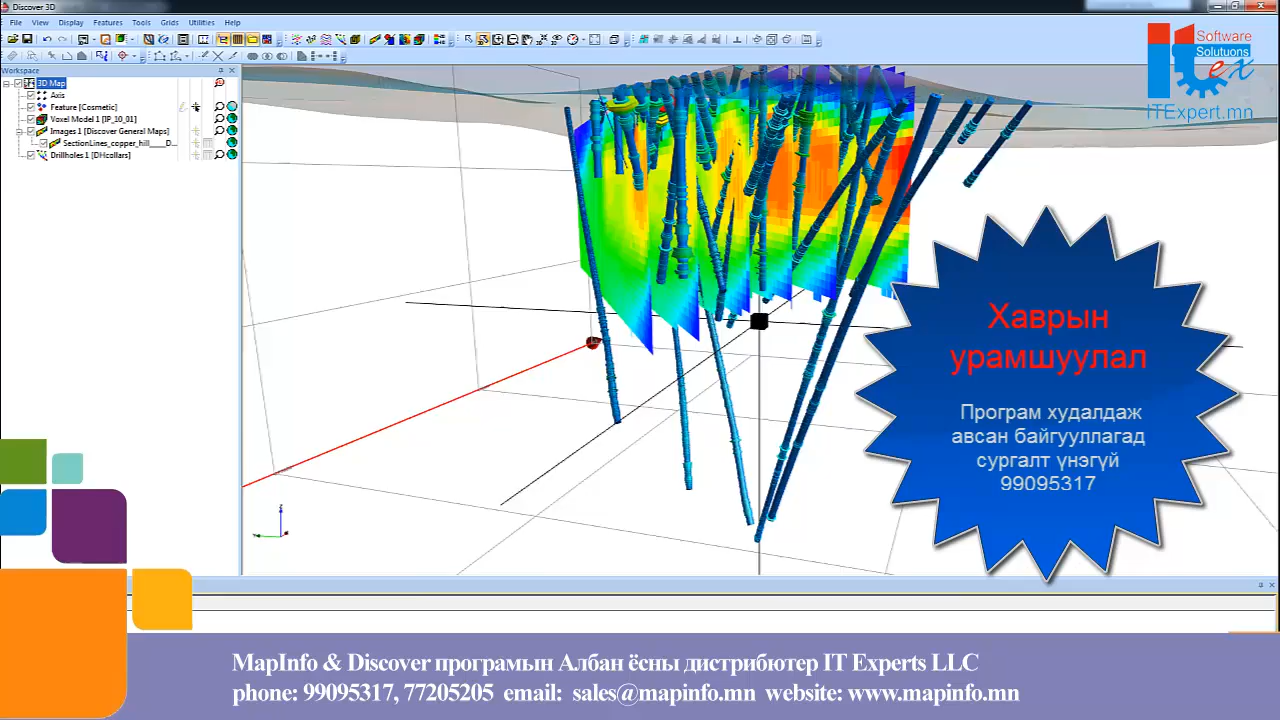 Discover 3D
File View Display Features Tools Grids Utilities Help
Workspace
3D Map
Axis
Feature [Cosmetic]
Voxel Model 1 [IP_10_01]
Images 1 [Discover General Maps]
SectionLines_copper_hill____D...
Drillholes 1 [DHcollars]
Software
Solutions
ex
ITExpert.mn
Хаврын
урамшуулал
Програм худалдаж
авсан байгууллагад
сургалт үнэгүй
99095317
MapInfo & Discover програмын Албан ёсны дистрибютер IT Experts LLC
phone: 99095317, 77205205 email: sales@mapinfo.mn website: www.mapinfo.mn